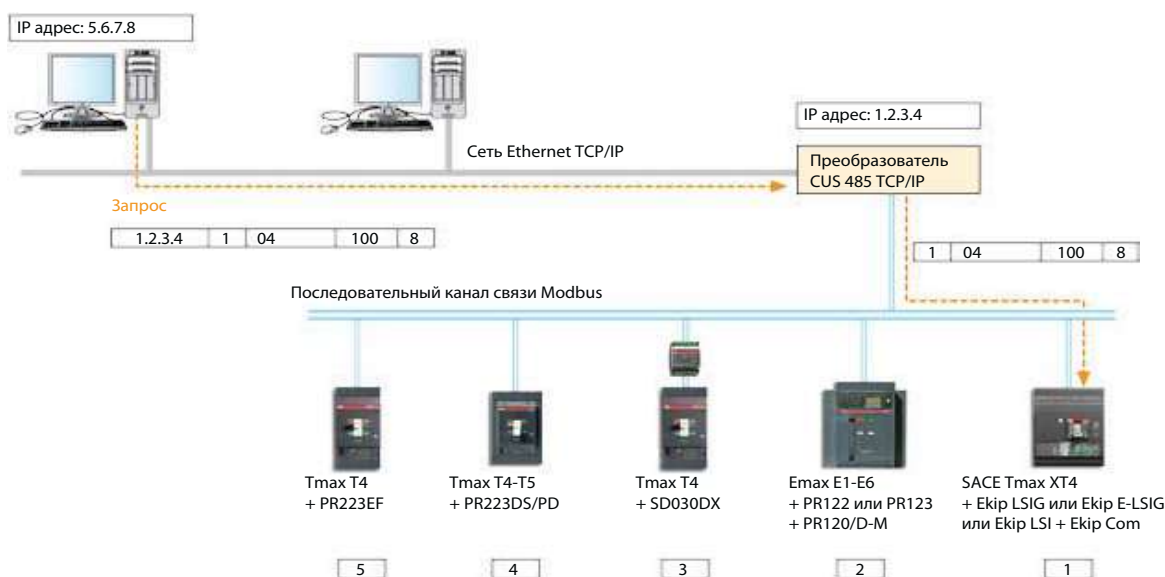 IP адрес: 5.6.7.8
IP адрес: 1.2.3.4
Сеть Ethernet TCP/IP
Преобразователь
CUS 485 TCP/IP
Запрос
1.2.3.4 1 04 100 8
1 04 100 8
Последовательный канал связи Modbus
Tmax T4
+ PR223EF
Tmax T4-T5
+ PR223DS/PD
Tmax T4
+ SD030DX
Emax E1-E6
+ PR122 или PR123
+ PR120/D-M
SACE Tmax XT4
+ Ekip LSIG или Ekip E-LSIG
или Ekip LSI + Ekip Com
5 4 3 2 1